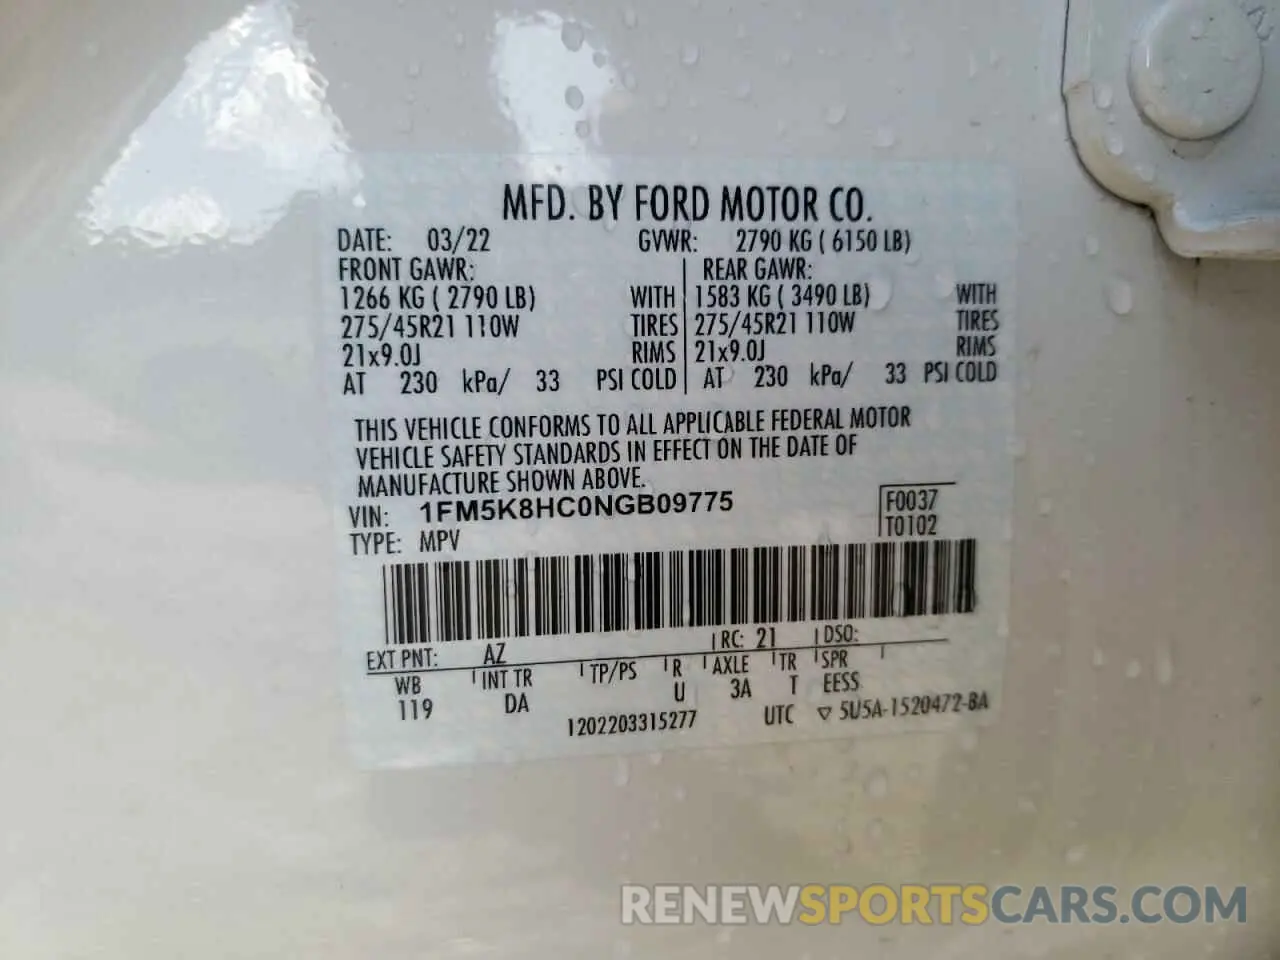 MFD. BY FORD MOTOR CO.
DATE: 03/22 GVWR: 2790 KG ( 6150 LB)
FRONT GAWR: REAR GAWR:
1266 KG ( 2790 LB) WITH 1583 KG ( 3490 LB) WITH
275/45R21 110W TIRES 275/45R21 110W TIRES
21x9.0J RIMS 21x9.0J RIMS
AT 230 kPa/ 33 PSI COLD AT 230 kPa/ 33 PSI COLD
THIS VEHICLE CONFORMS TO ALL APPLICABLE FEDERAL MOTOR
VEHICLE SAFETY STANDARDS IN EFFECT ON THE DATE OF
MANUFACTURE SHOWN ABOVE.
VIN: 1FM5K8HC0NGB09775 F0037
TYPE: MPV T0102
EXT PNT: AZ RC: 21 DSO:
WB INT TR TP/PS R AXLE TR SPR
119 DA U 3A T EESS
1202203315277 UTC ▽ 5U5A-1520472-BA
RENEWSPORTSCARS.COM